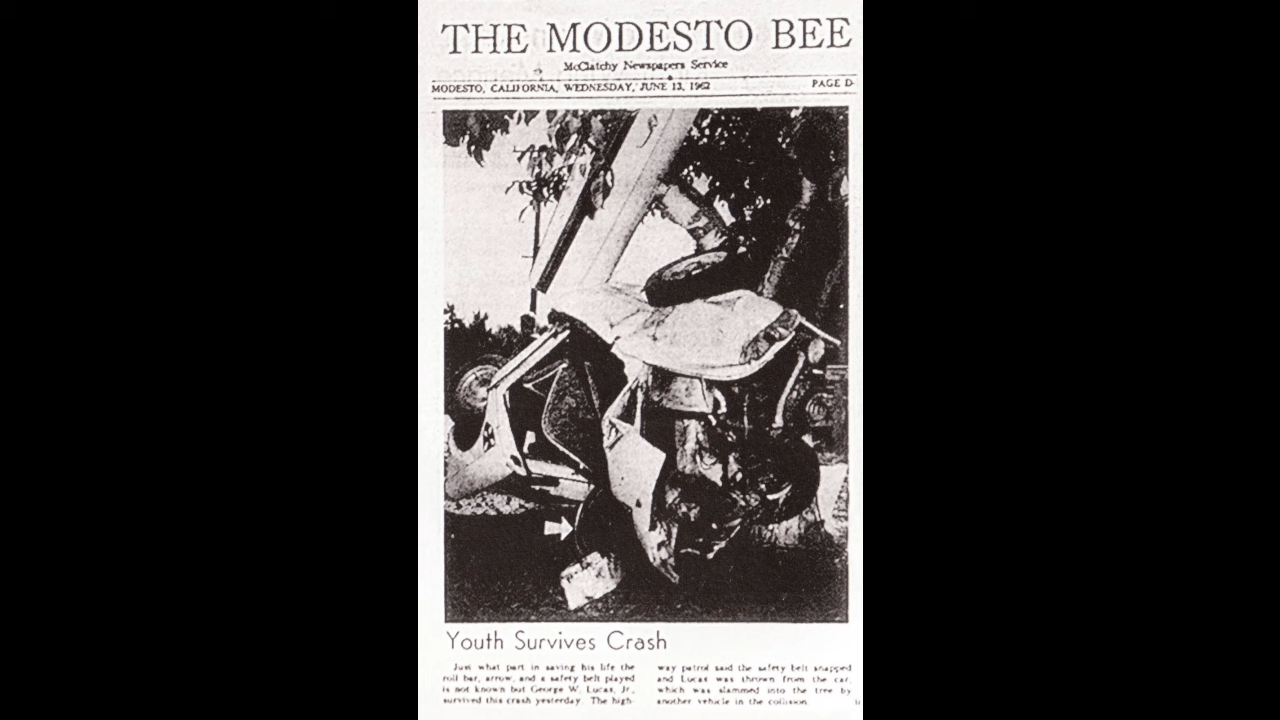 THE MODESTO BEE
McClatchy Newspapers Service
MODESTO, CALIFORNIA, WEDNESDAY, JUNE 13, 1962 PAGE D-
Youth Survives Crash
Just what part in saving his life the
roll bar, arrow, and a safety belt played
is not known but George W. Lucas, Jr.,
survived this crash yesterday. The high-
way patrol said the safety belt snapped
and Lucas was thrown from the car,
which was slammed into the tree by
another vehicle in the collision.